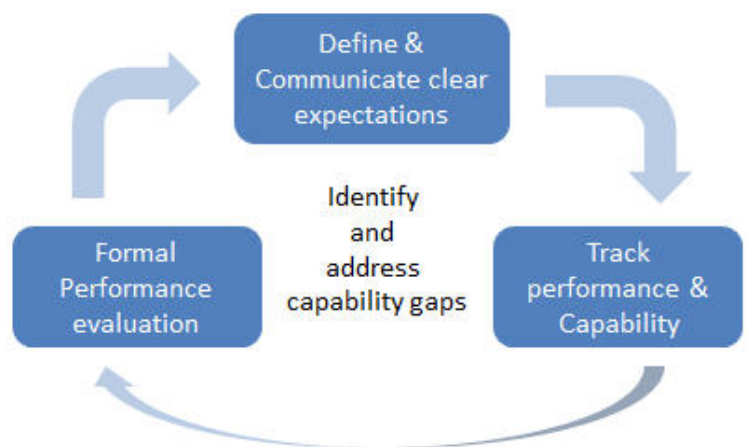 Define &
Communicate clear
expectations
Identify
and
address
capability gaps
Formal
Performance
evaluation
Track
performance &
Capability